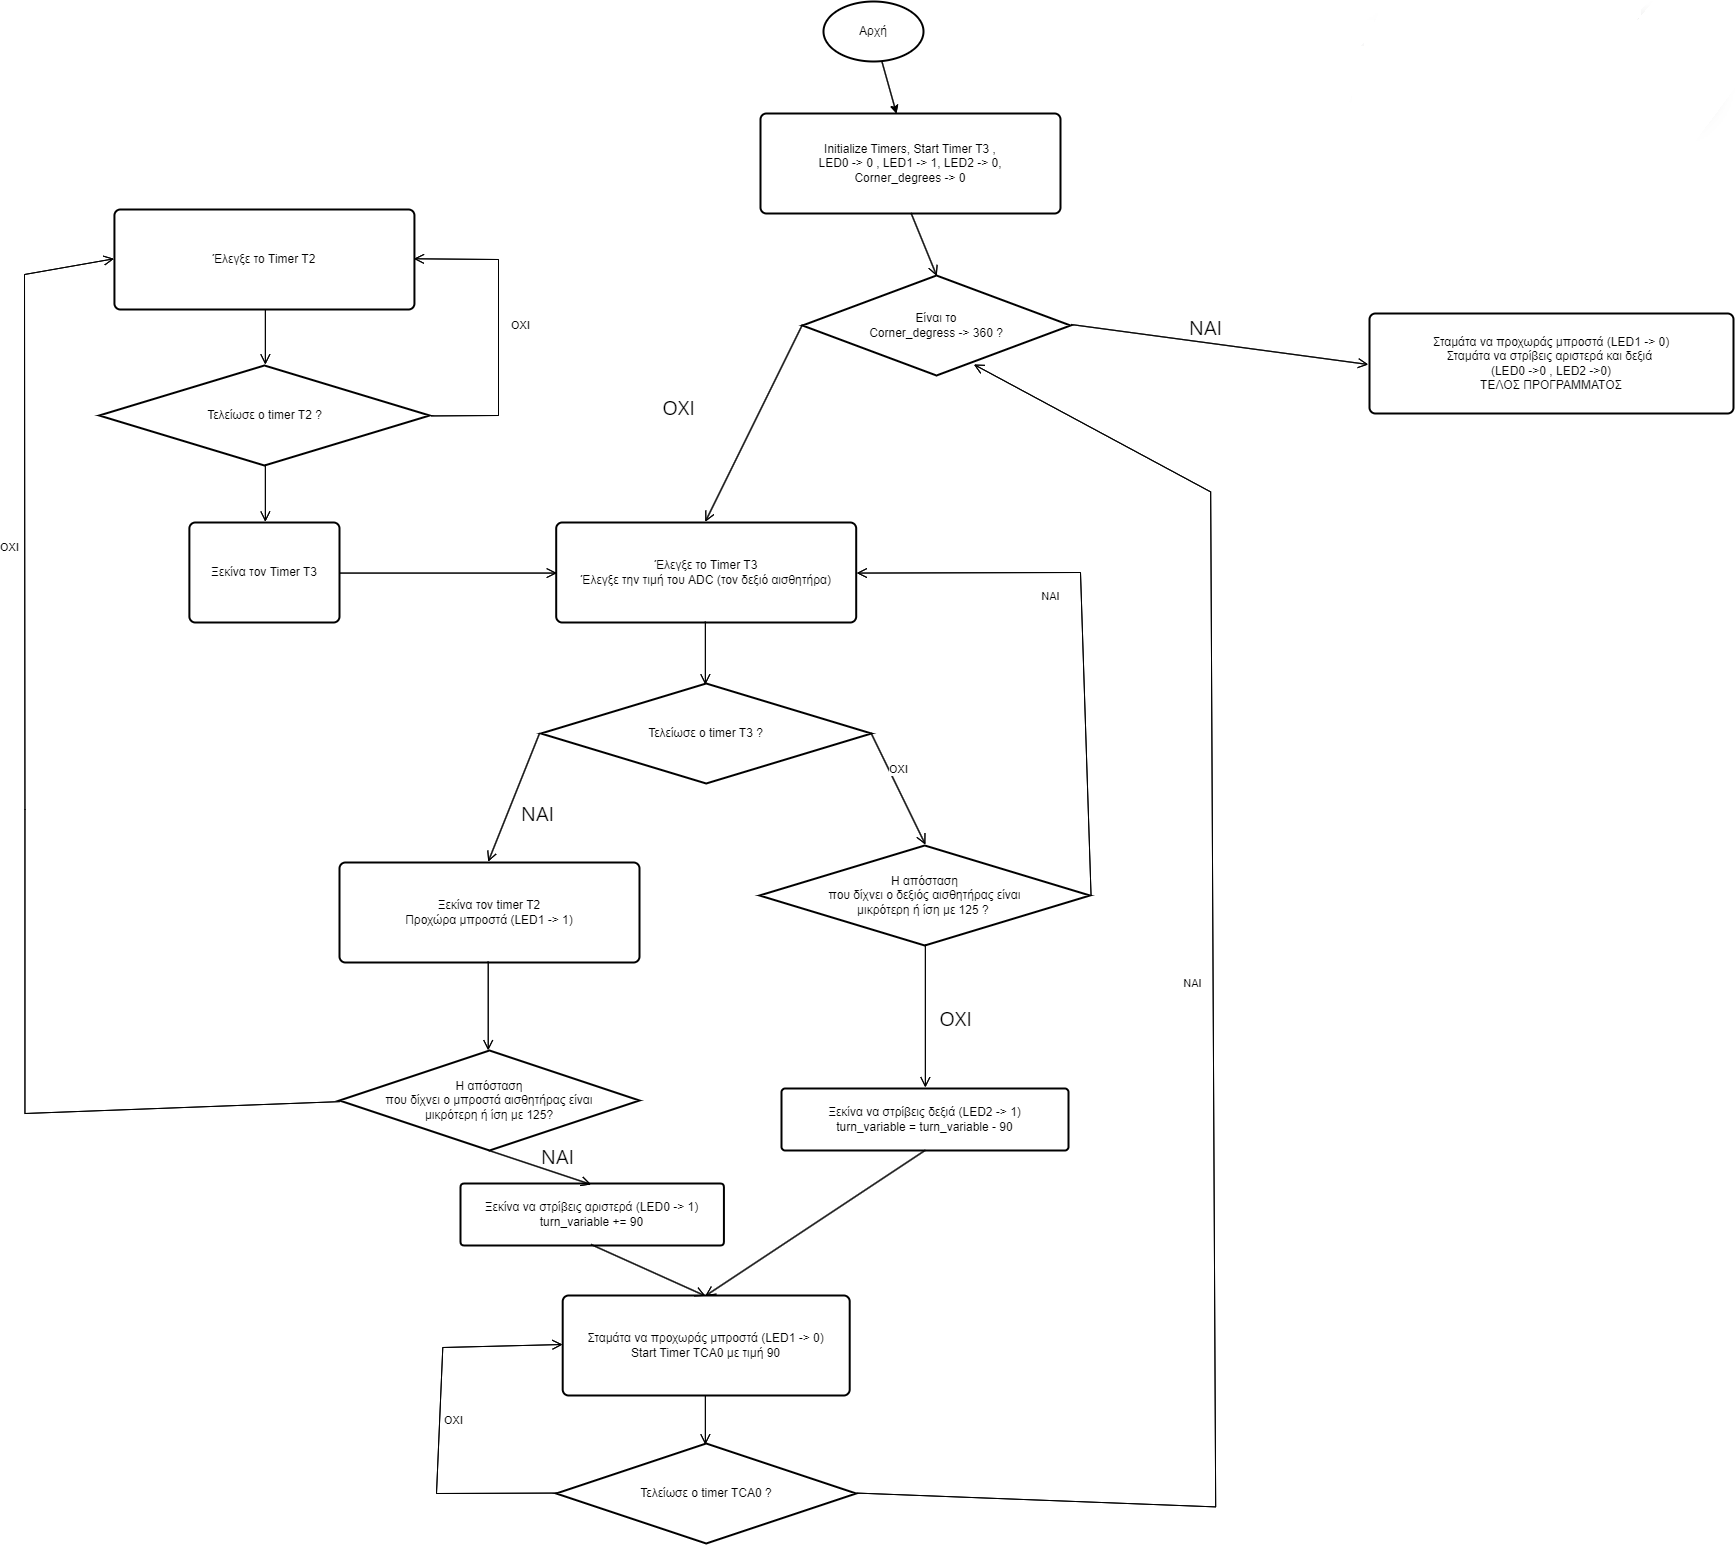 Αρχή
Initialize Timers, Start Timer T3 ,
LED0 -> 0 , LED1 -> 1, LED2 -> 0,
Corner_degrees -> 0
Έλεγξε το Timer T2
ΟΧΙ
Τελείωσε ο timer T2 ?
Είναι το
Corner_degress -> 360 ?
ΝΑΙ
Σταμάτα να προχωράς μπροστά (LED1 -> 0)
Σταμάτα να στρίβεις αριστερά και δεξιά
(LED0 ->0 , LED2 ->0)
ΤΕΛΟΣ ΠΡΟΓΡΑΜΜΑΤΟΣ
ΟΧΙ
ΟΧΙ
Ξεκίνα τον Timer T3
Έλεγξε το Timer T3
Έλεγξε την τιμή του ADC (τον δεξιό αισθητήρα)
ΝΑΙ
Τελείωσε ο timer T3 ?
ΟΧΙ
ΝΑΙ
Ξεκίνα τον timer T2
Προχώρα μπροστά (LED1 -> 1)
Η απόσταση
που δίχνει ο δεξιός αισθητήρας είναι
μικρότερη ή ίση με 125 ?
ΝΑΙ
ΟΧΙ
Η απόσταση
που δίχνει ο μπροστά αισθητήρας είναι
μικρότερη ή ίση με 125?
Ξεκίνα να στρίβεις δεξιά (LED2 -> 1)
turn_variable = turn_variable - 90
ΝΑΙ
Ξεκίνα να στρίβεις αριστερά (LED0 -> 1)
turn_variable += 90
Σταμάτα να προχωράς μπροστά (LED1 -> 0)
Start Timer TCA0 με τιμή 90
ΟΧΙ
Τελείωσε ο timer TCA0 ?